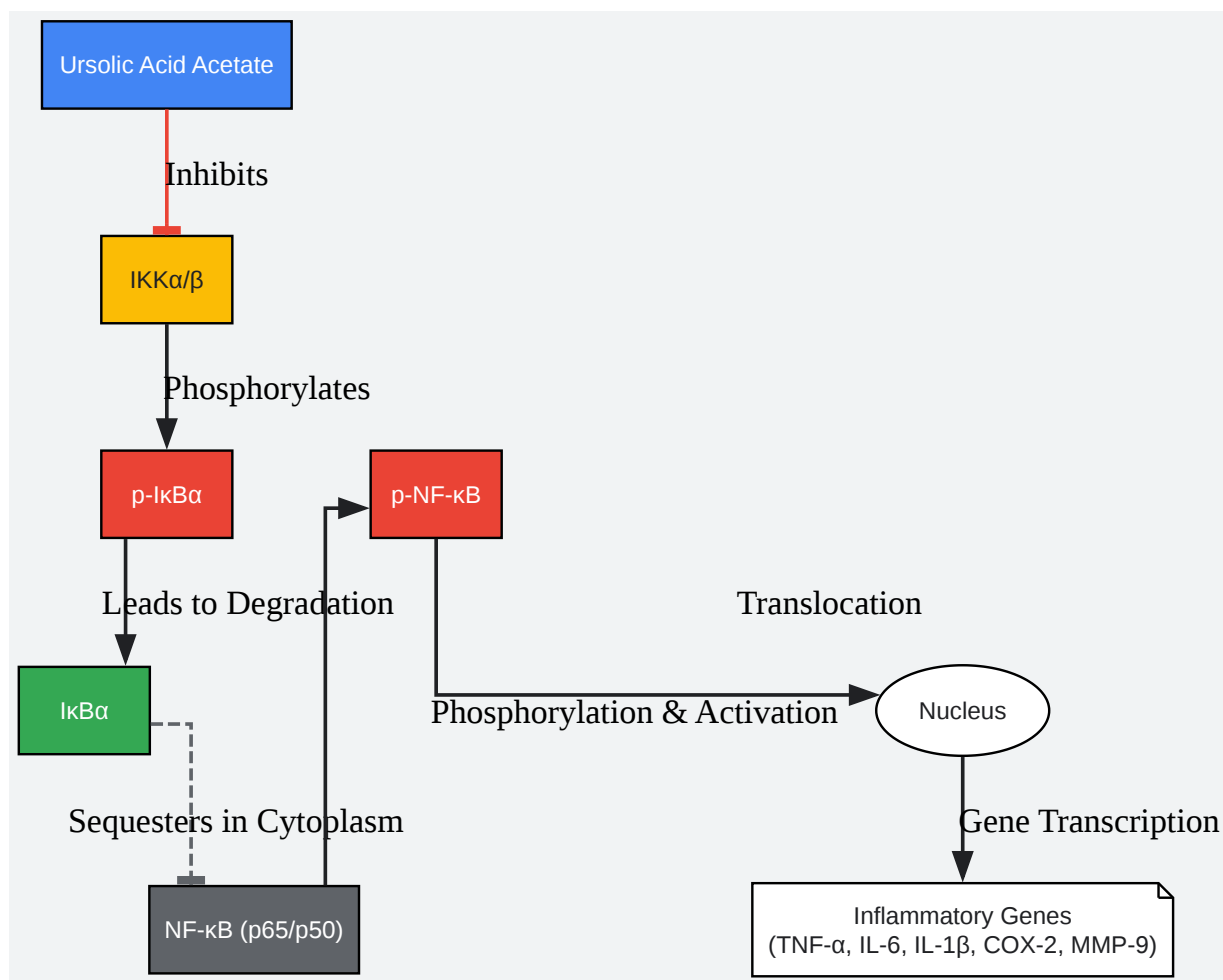 Ursolic Acid Acetate
Inhibits
IKKα/β
Phosphorylates
p-IκBα
p-NF-κB
Leads to Degradation
Translocation
IκBα
Nucleus
Phosphorylation & Activation
Sequesters in Cytoplasm
Gene Transcription
NF-κB (p65/p50)
Inflammatory Genes
(TNF-α, IL-6, IL-1β, COX-2, MMP-9)